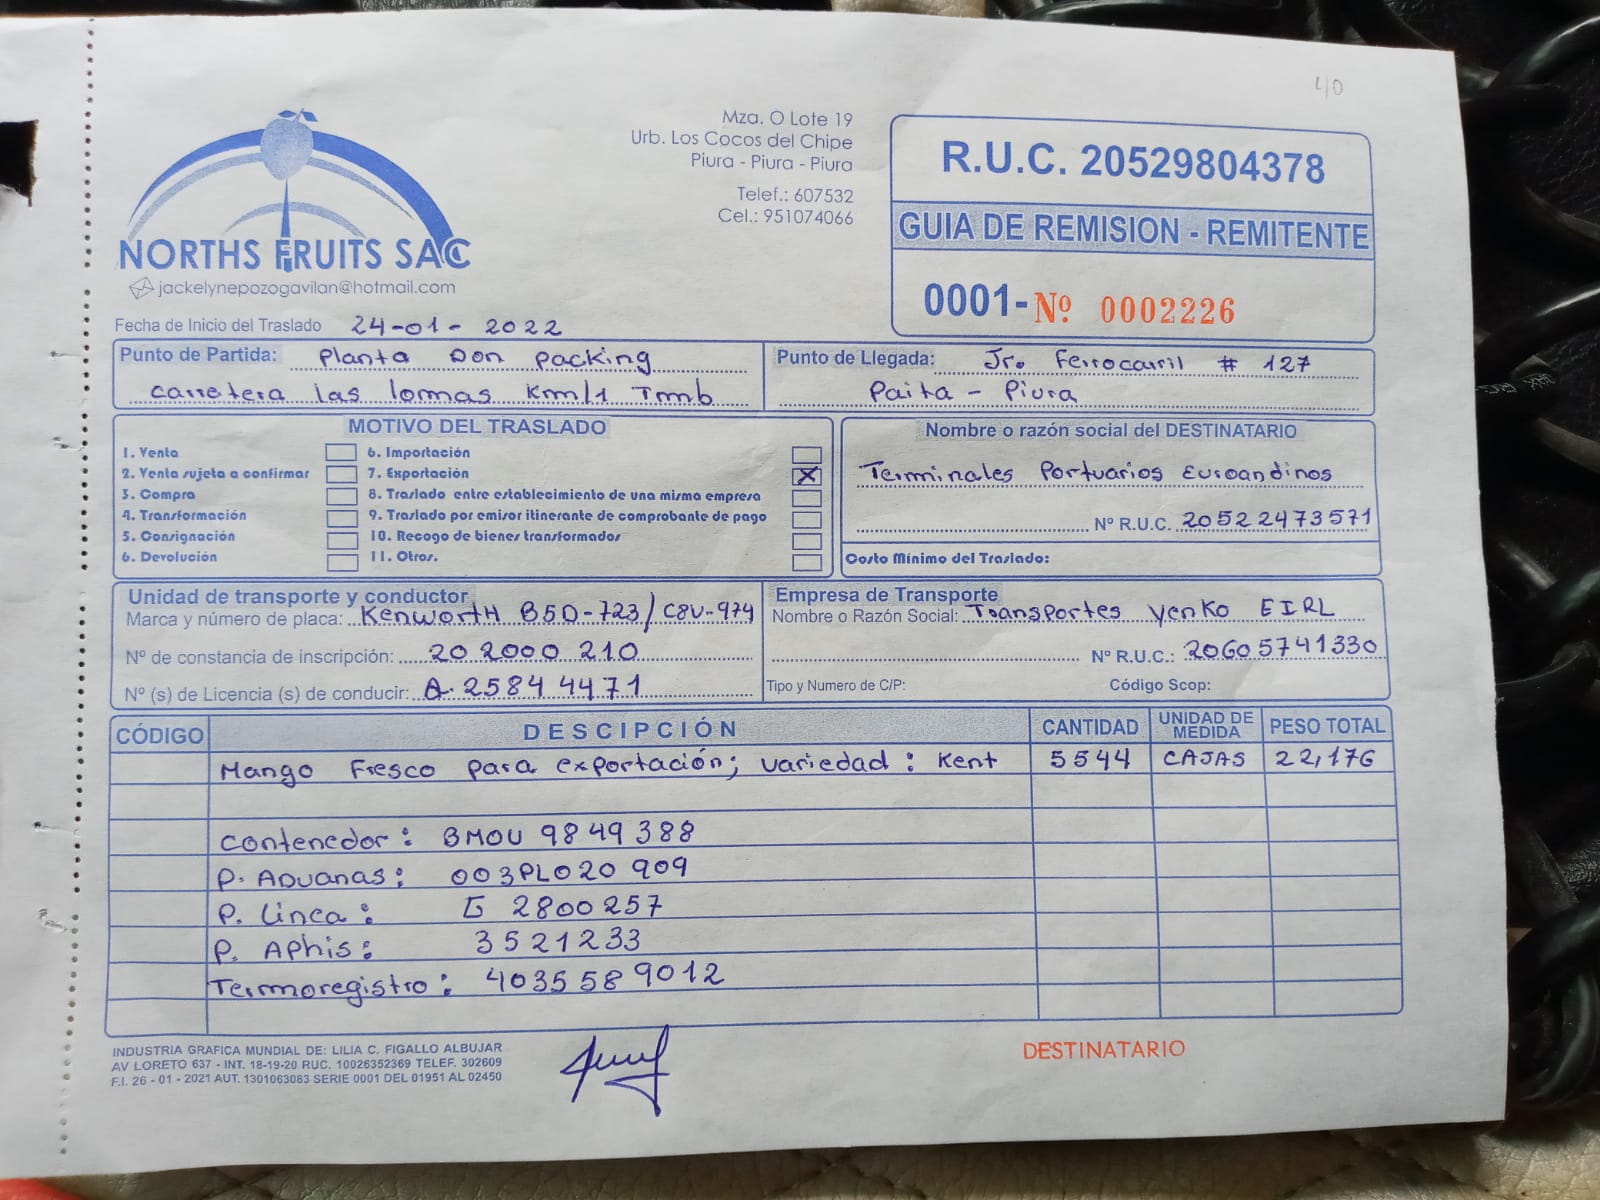 40
NORTHS FRUITS SAC
jackelynepozogavilan@hotmail.com
Mza. O Lote 19
Urb. Los Cocos del Chipe
Piura - Piura - Piura
Telef.: 607532
Cel.: 951074066
R.U.C. 20529804378
GUIA DE REMISION - REMITENTE
0001- Nº 0002226
Fecha de Inicio del Traslado 24-01-2022
Punto de Partida: Planta Don Packing
carretera las lomas Km/1 Tmb
Punto de Llegada: Jr. Ferrocarril # 127
Paita - Piura
MOTIVO DEL TRASLADO
1. Venta
2. Venta sujeta a confirmar
3. Compra
4. Transformación
5. Consignación
6. Devolución
6. Importación
7. Exportación X
8. Traslado entre establecimiento de una misma empresa
9. Traslado por emisor itinerante de comprobante de pago
10. Recogo de bienes transformados
11. Otros.
Nombre o razón social del DESTINATARIO
Terminales Portuarios Euroandinos
Nº R.U.C. 20522473571
Costo Mínimo del Traslado:
Unidad de transporte y conductor
Marca y número de placa: Kenworth B5D-723/C8V-974
Nº de constancia de inscripción: 202000210
Nº (s) de Licencia (s) de conducir: A.25844471
Empresa de Transporte
Nombre o Razón Social: Transportes Yenko EIRL
Nº R.U.C.: 20605741330
Tipo y Numero de C/P: Código Scop:
CÓDIGO DESCIPCIÓN CANTIDAD UNIDAD DE MEDIDA PESO TOTAL
Mango Fresco para exportación; variedad: Kent 5544 CAJAS 22,176
Contenedor: BMOU 9849388
P. ADUANAS: 003PL020909
P. Linea: G 2800257
P. Aphis: 3521233
Termoregistro: 4035589012
INDUSTRIA GRAFICA MUNDIAL DE: LILIA C. FIGALLO ALBUJAR
AV LORETO 637 - INT. 18-19-20 RUC. 10026352369 TELEF. 302609
F.I. 26 - 01 - 2021 AUT. 1301063083 SERIE 0001 DEL 01951 AL 02450
DESTINATARIO